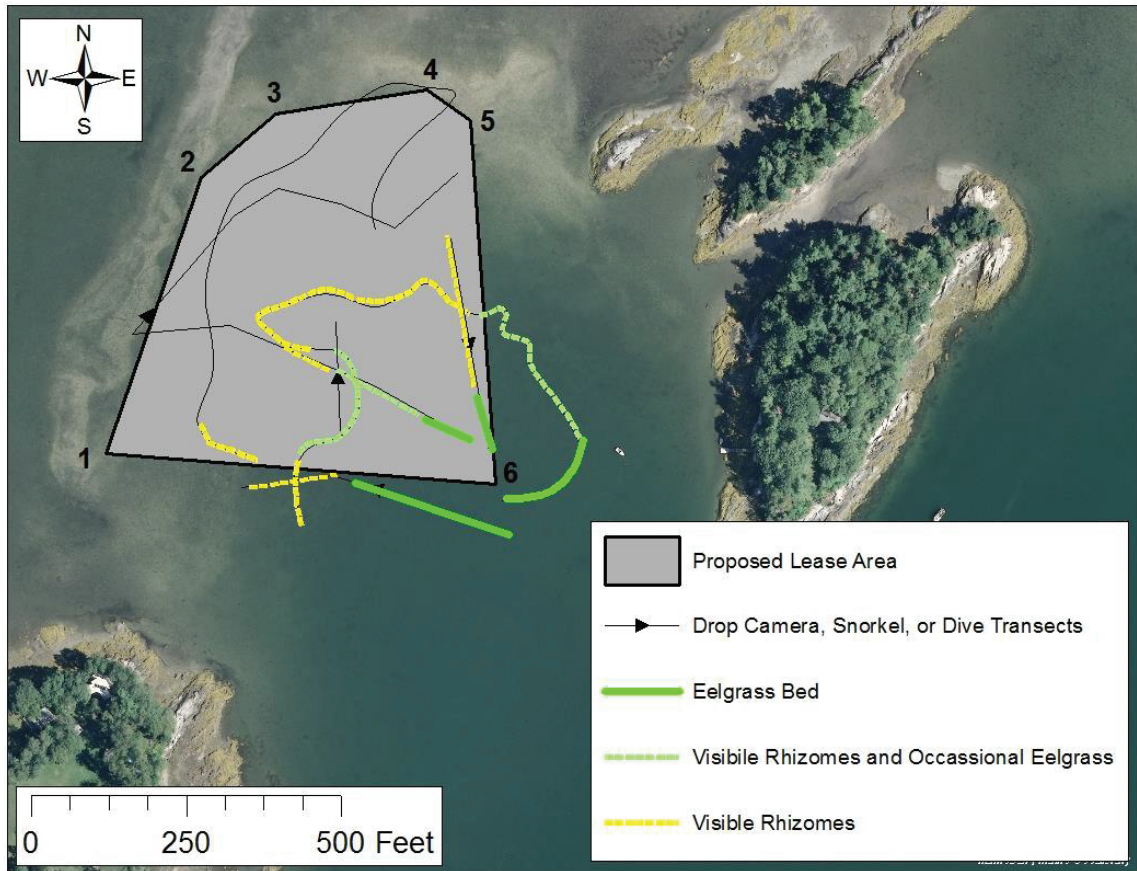 N
W E
S
4
3
5
2
1
6
Proposed Lease Area
Drop Camera, Snorkel, or Dive Transects
Eelgrass Bed
Visibile Rhizomes and Occassional Eelgrass
Visible Rhizomes
0 250 500 Feet